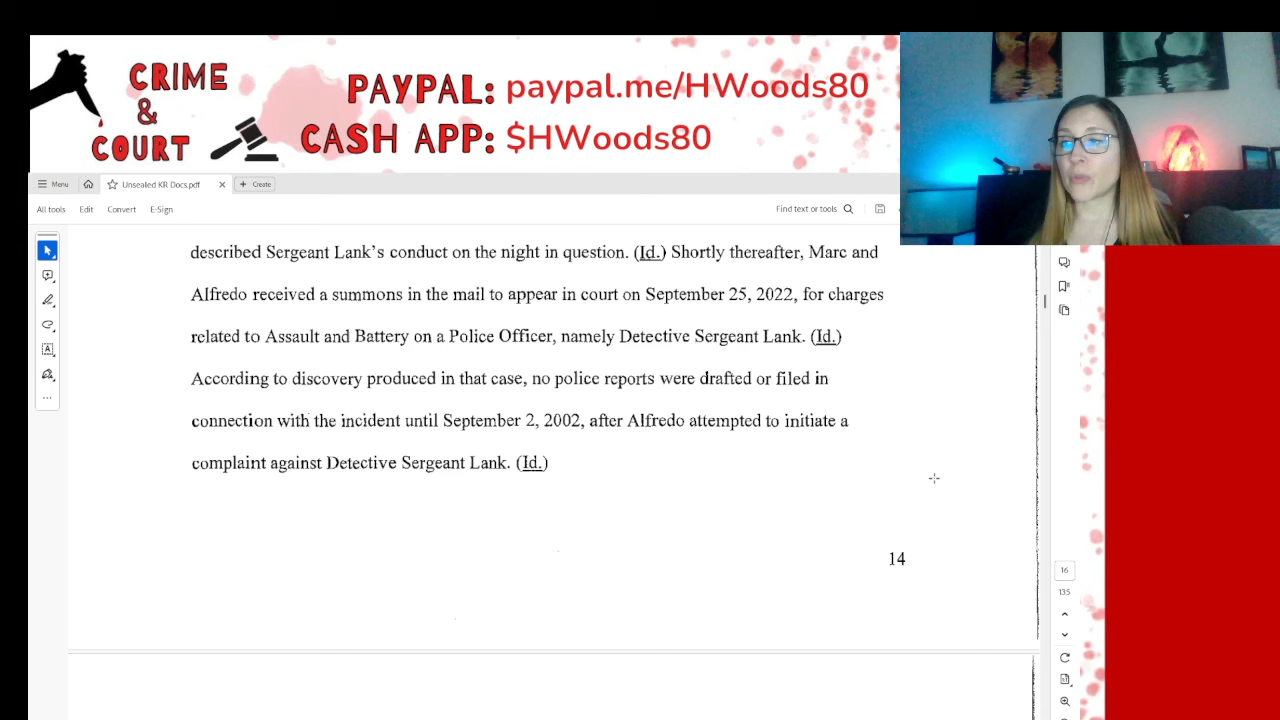 CRIME
&
COURT
PAYPAL: paypal.me/HWoods80
CASH APP: $HWoods80
Menu
Unsealed KR Docs.pdf
Create
All tools Edit Convert E-Sign
Find text or tools
described Sergeant Lank's conduct on the night in question. (Id.) Shortly thereafter, Marc and
Alfredo received a summons in the mail to appear in court on September 25, 2022, for charges
related to Assault and Battery on a Police Officer, namely Detective Sergeant Lank. (Id.)
According to discovery produced in that case, no police reports were drafted or filed in
connection with the incident until September 2, 2002, after Alfredo attempted to initiate a
complaint against Detective Sergeant Lank. (Id.)
14
16
135